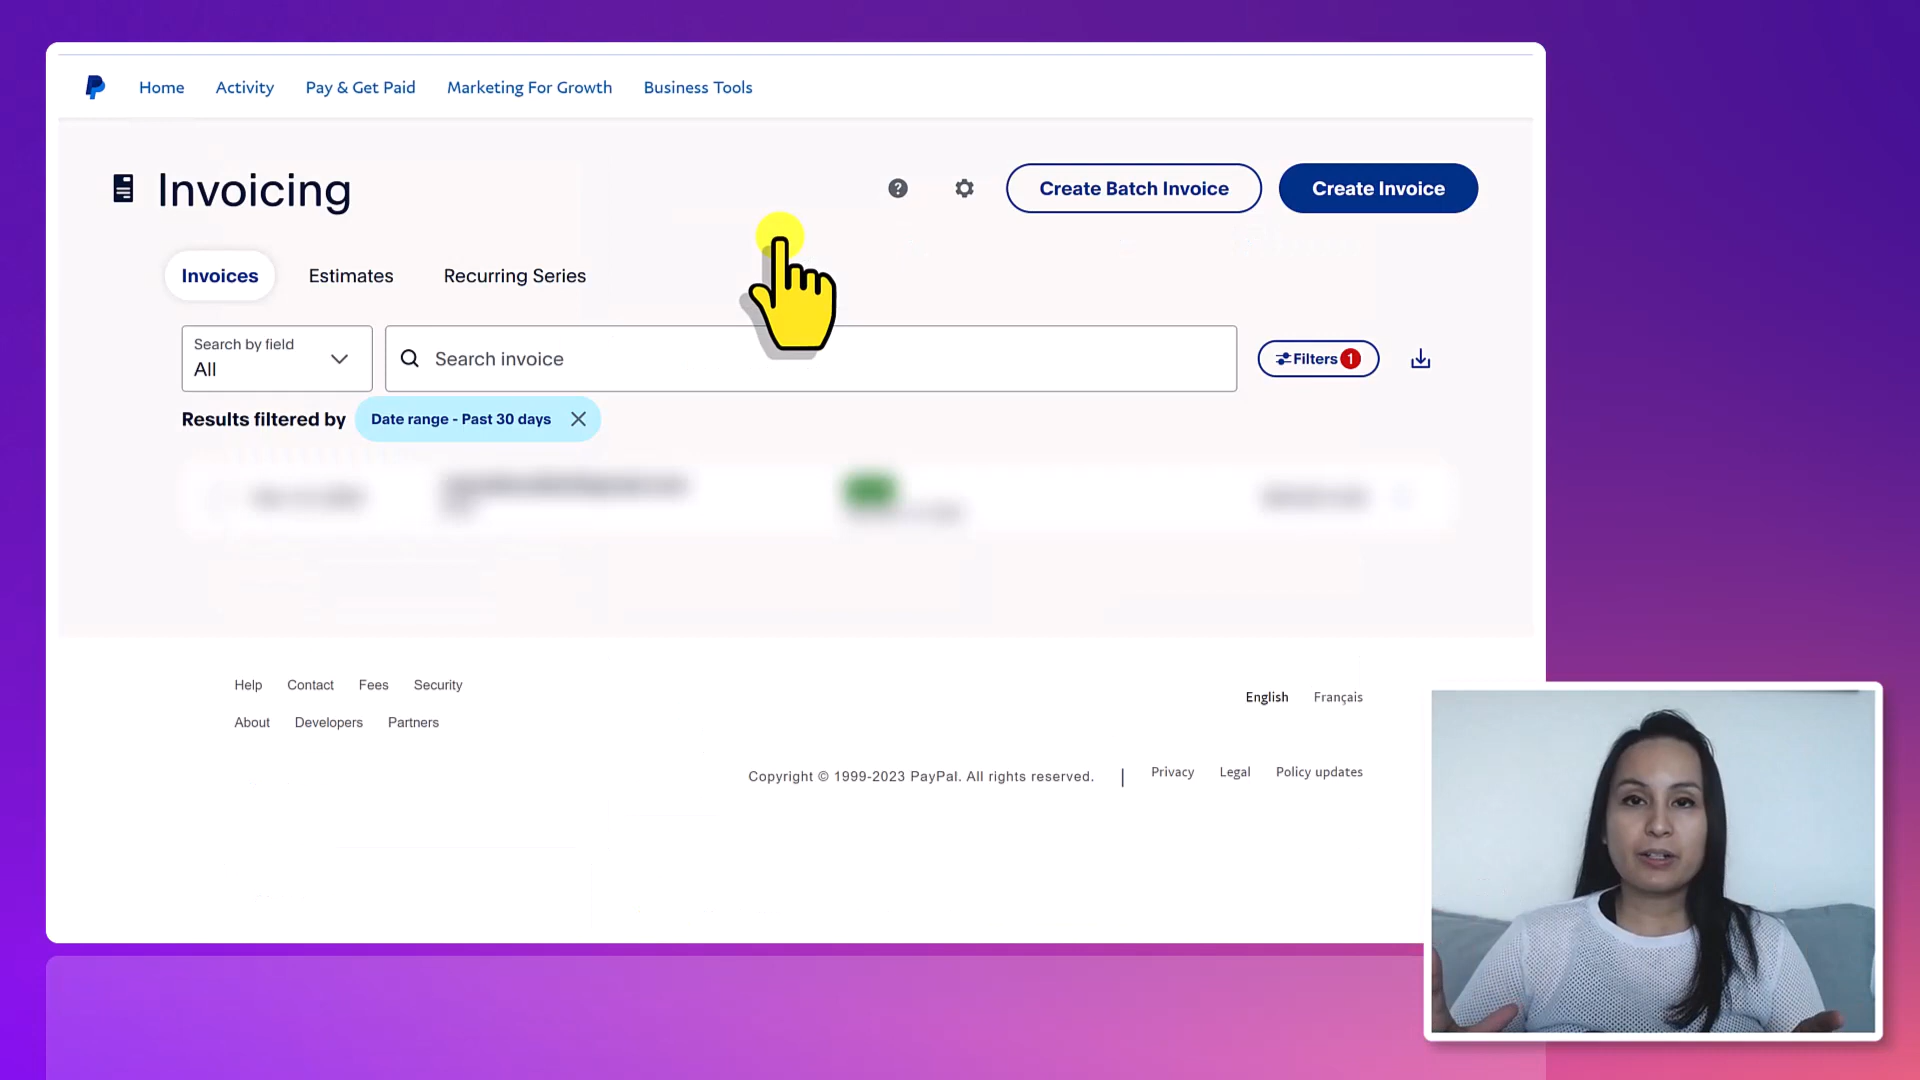 Home Activity Pay & Get Paid Marketing For Growth Business Tools
Invoicing
? Create Batch Invoice Create Invoice
Invoices Estimates Recurring Series
Search by field
All
Search invoice
Filters 1
Results filtered by Date range - Past 30 days
Help Contact Fees Security
English Français
About Developers Partners
Copyright © 1999-2023 PayPal. All rights reserved. | Privacy Legal Policy updates